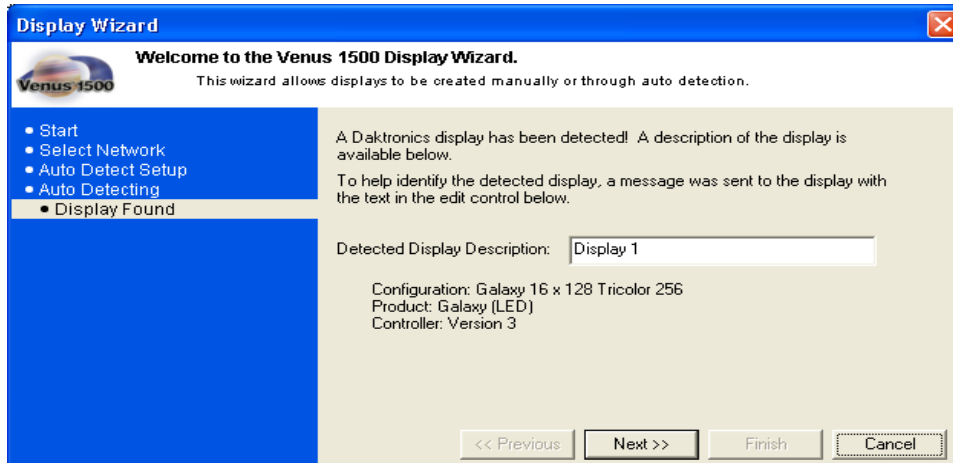 Display Wizard
Welcome to the Venus 1500 Display Wizard.
This wizard allows displays to be created manually or through auto detection.
Venus 1500
Start
Select Network
Auto Detect Setup
Auto Detecting
Display Found
A Daktronics display has been detected! A description of the display is
available below.
To help identify the detected display, a message was sent to the display with
the text in the edit control below.
Detected Display Description: Display 1
Configuration: Galaxy 16 x 128 Tricolor 256
Product: Galaxy (LED)
Controller: Version 3
<< Previous Next >> Finish Cancel